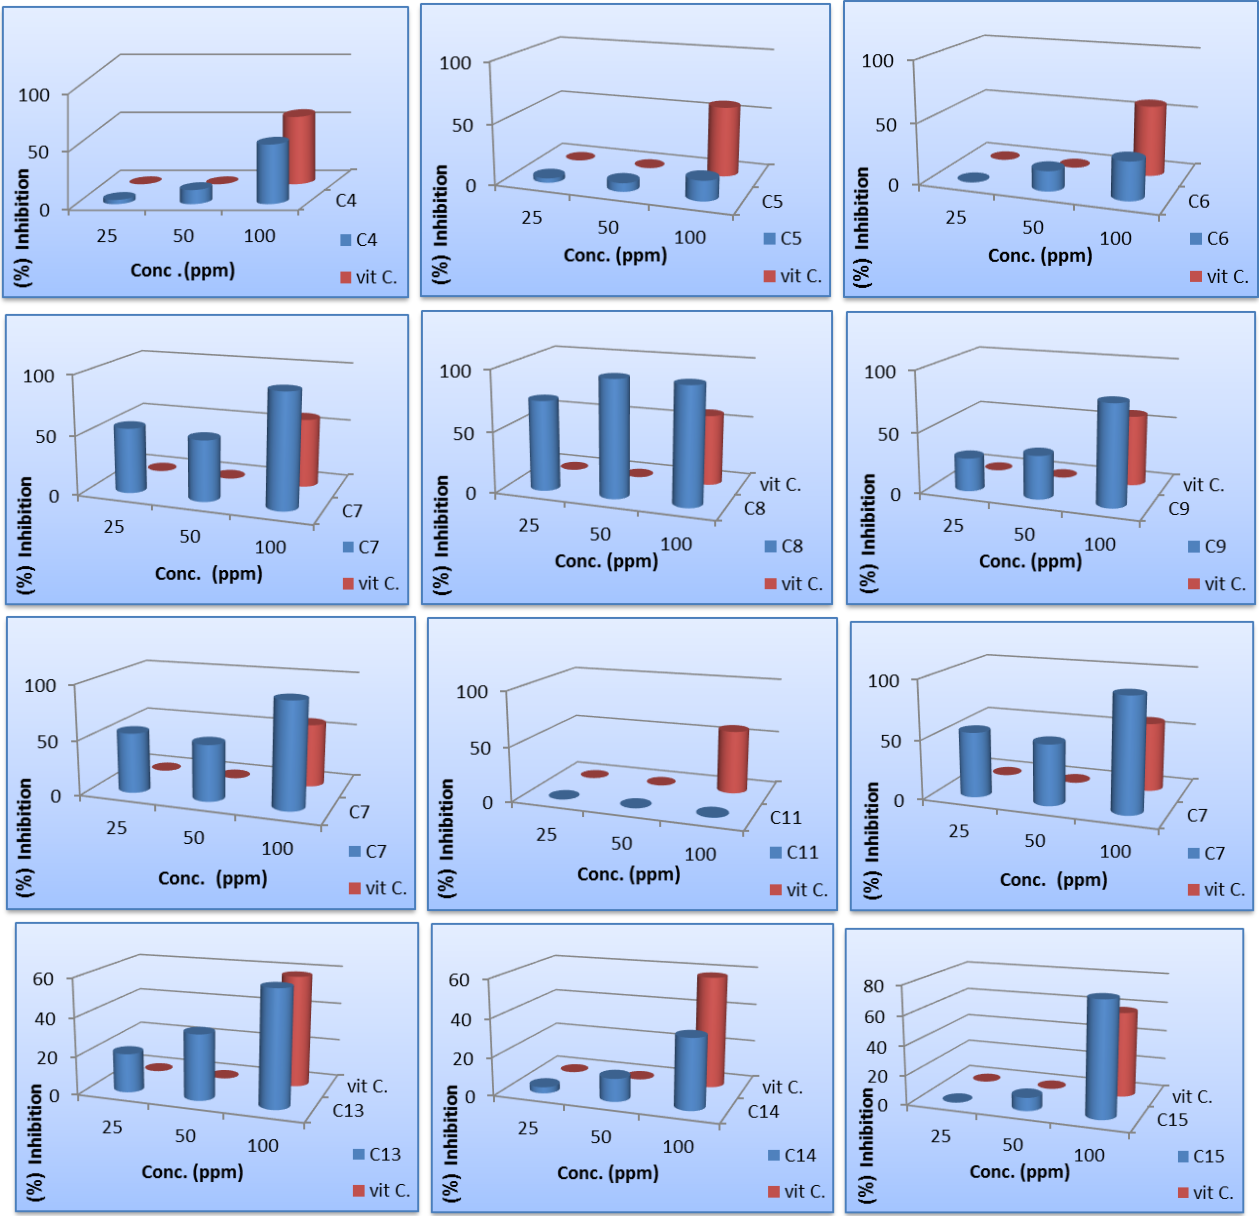 100
50
0
(%) Inhibition
25 50 100
Conc .(ppm)
C4
C4
vit C.
100
50
0
(%) Inhibition
25 50 100
Conc. (ppm)
C5
C5
vit C.
100
50
0
(%) Inhibition
25 50 100
Conc. (ppm)
C6
C6
vit C.
100
50
0
(%) Inhibition
25 50 100
Conc. (ppm)
C7
C7
vit C.
100
50
0
(%) Inhibition
25 50 100
Conc. (ppm)
vit C.
C8
C8
vit C.
100
50
0
(%) Inhibition
25 50 100
Conc. (ppm)
vit C.
C9
C9
vit C.
100
50
0
(%) Inhibition
25 50 100
Conc. (ppm)
C7
C7
vit C.
100
50
0
(%) Inhibition
25 50 100
Conc. (ppm)
C11
C11
vit C.
100
50
0
(%) Inhibition
25 50 100
Conc. (ppm)
C7
C7
vit C.
60
40
20
0
(%) Inhibition
25 50 100
Conc. (ppm)
vit C.
C13
C13
vit C.
60
40
20
0
(%) Inhibition
25 50 100
Conc. (ppm)
vit C.
C14
C14
vit C.
80
60
40
20
0
(%) Inhibition
25 50 100
Conc. (ppm)
vit C.
C15
C15
vit C.